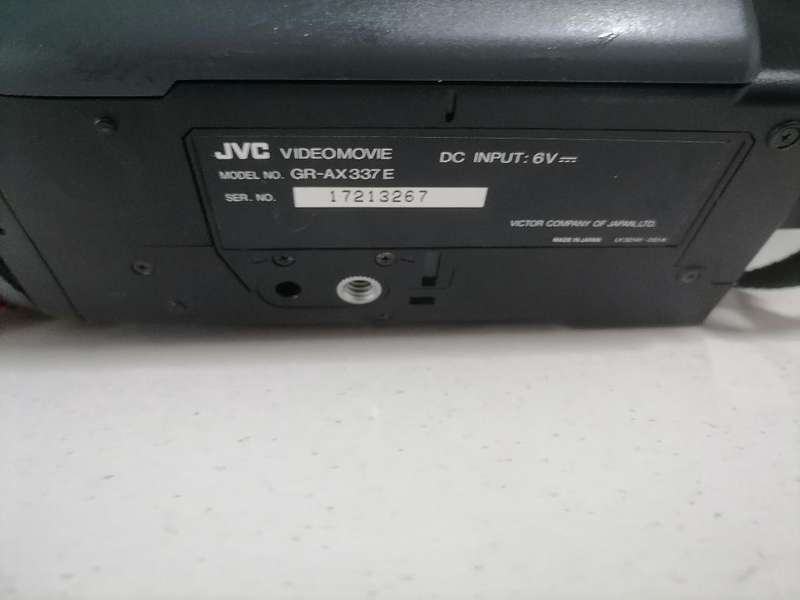 JVC VIDEOMOVIE DC INPUT: 6V⎓
MODEL NO. GR-AX337E
SER. NO. 17213267
VICTOR COMPANY OF JAPAN, LTD.
MADE IN JAPAN